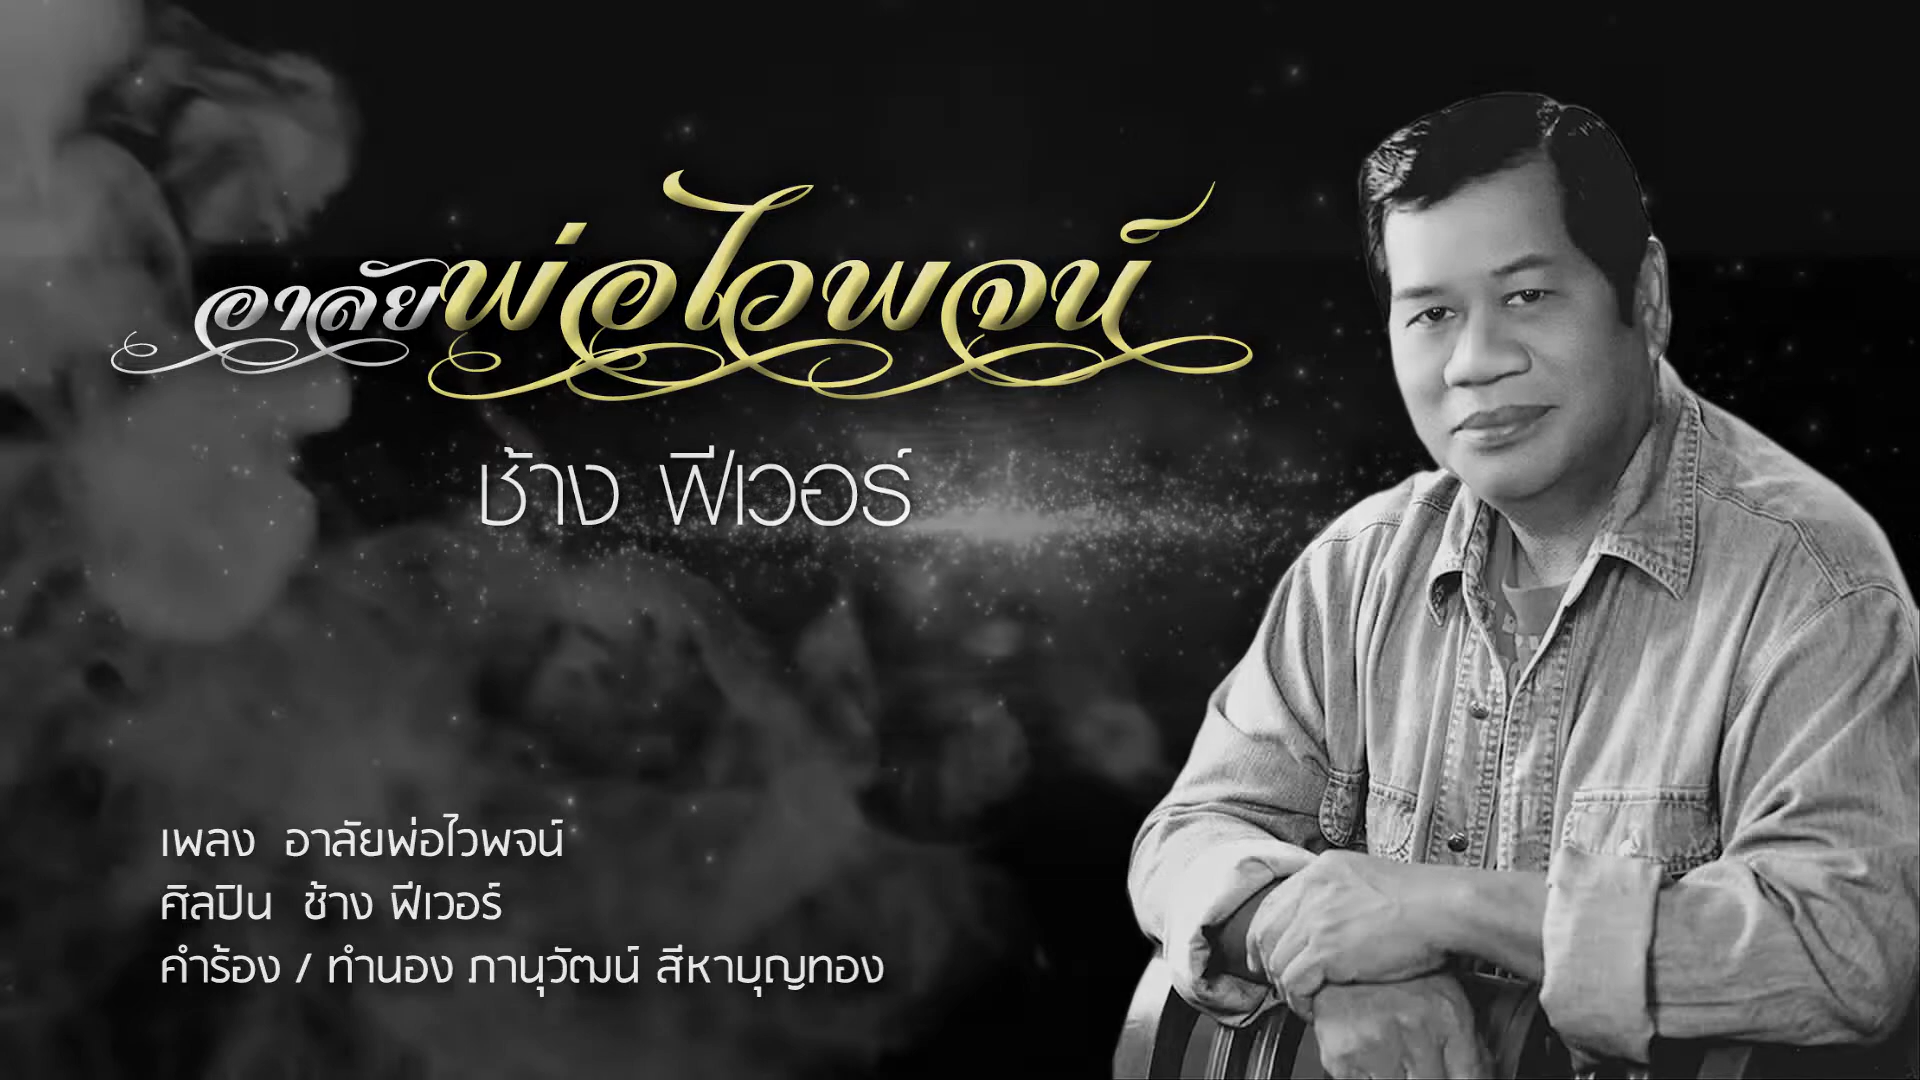 อาลัยพ่อไวพจน์
ช้าง ฟีเวอร์
เพลง อาลัยพ่อไวพจน์
ศิลปิน ช้าง ฟีเวอร์
คำร้อง / ทำนอง ภานุวัฒน์ สีหาบุญทอง